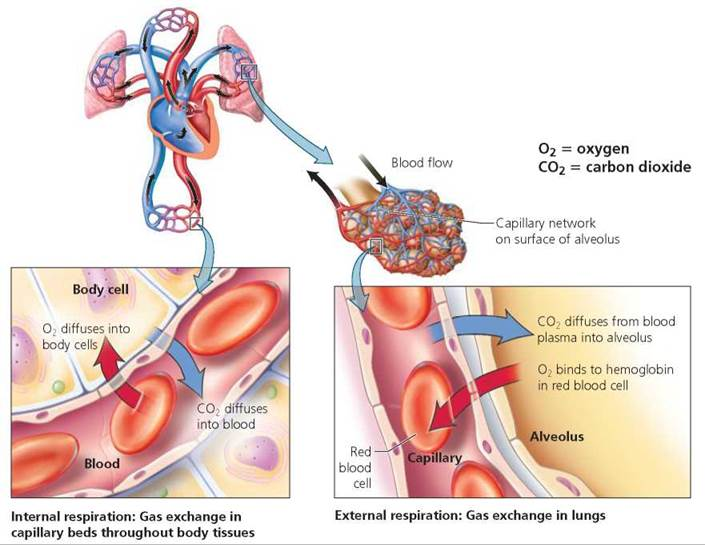 O₂ = oxygen
CO₂ = carbon dioxide
Blood flow
Capillary network
on surface of alveolus
Body cell
O₂ diffuses into
body cells
CO₂ diffuses
into blood
Blood
CO₂ diffuses from blood
plasma into alveolus
O₂ binds to hemoglobin
in red blood cell
Alveolus
Red
blood
cell
Capillary
Internal respiration: Gas exchange in
capillary beds throughout body tissues
External respiration: Gas exchange in lungs